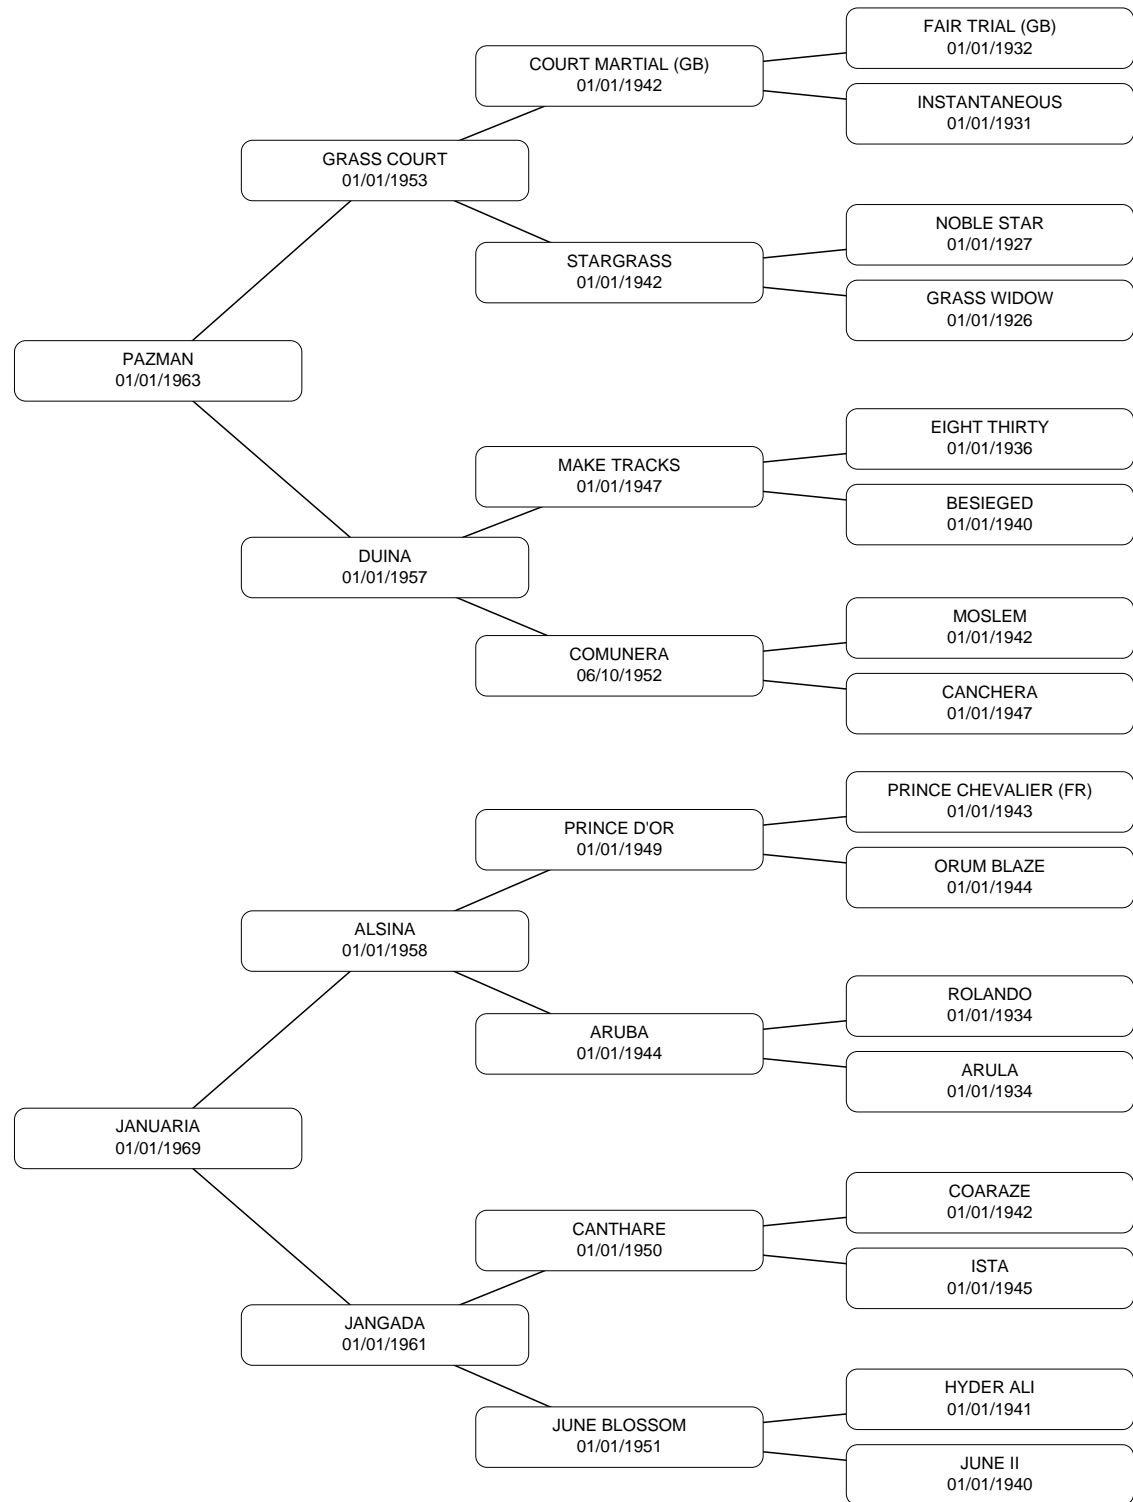 FAIR TRIAL (GB)
01/01/1932
COURT MARTIAL (GB)
01/01/1942
INSTANTANEOUS
01/01/1931
GRASS COURT
01/01/1953
NOBLE STAR
01/01/1927
STARGRASS
01/01/1942
GRASS WIDOW
01/01/1926
PAZMAN
01/01/1963
EIGHT THIRTY
01/01/1936
MAKE TRACKS
01/01/1947
BESIEGED
01/01/1940
DUINA
01/01/1957
MOSLEM
01/01/1942
COMUNERA
06/10/1952
CANCHERA
01/01/1947
PRINCE CHEVALIER (FR)
01/01/1943
PRINCE D'OR
01/01/1949
ORUM BLAZE
01/01/1944
ALSINA
01/01/1958
ROLANDO
01/01/1934
ARUBA
01/01/1944
ARULA
01/01/1934
JANUARIA
01/01/1969
COARAZE
01/01/1942
CANTHARE
01/01/1950
ISTA
01/01/1945
JANGADA
01/01/1961
HYDER ALI
01/01/1941
JUNE BLOSSOM
01/01/1951
JUNE II
01/01/1940